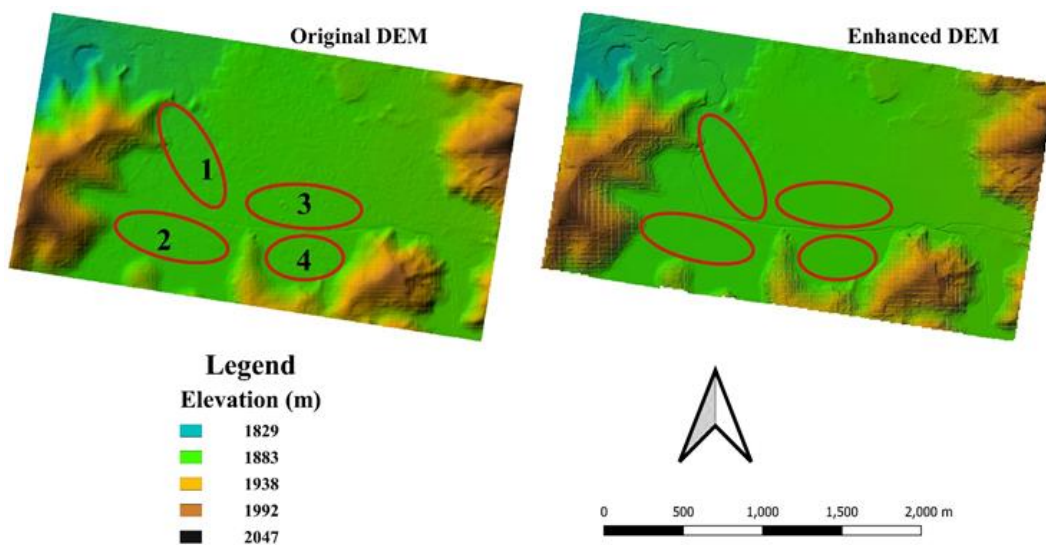 Original DEM
Enhanced DEM
1
3
2
4
Legend
Elevation (m)
1829
1883
1938
1992
2047
0 500 1,000 1,500 2,000 m